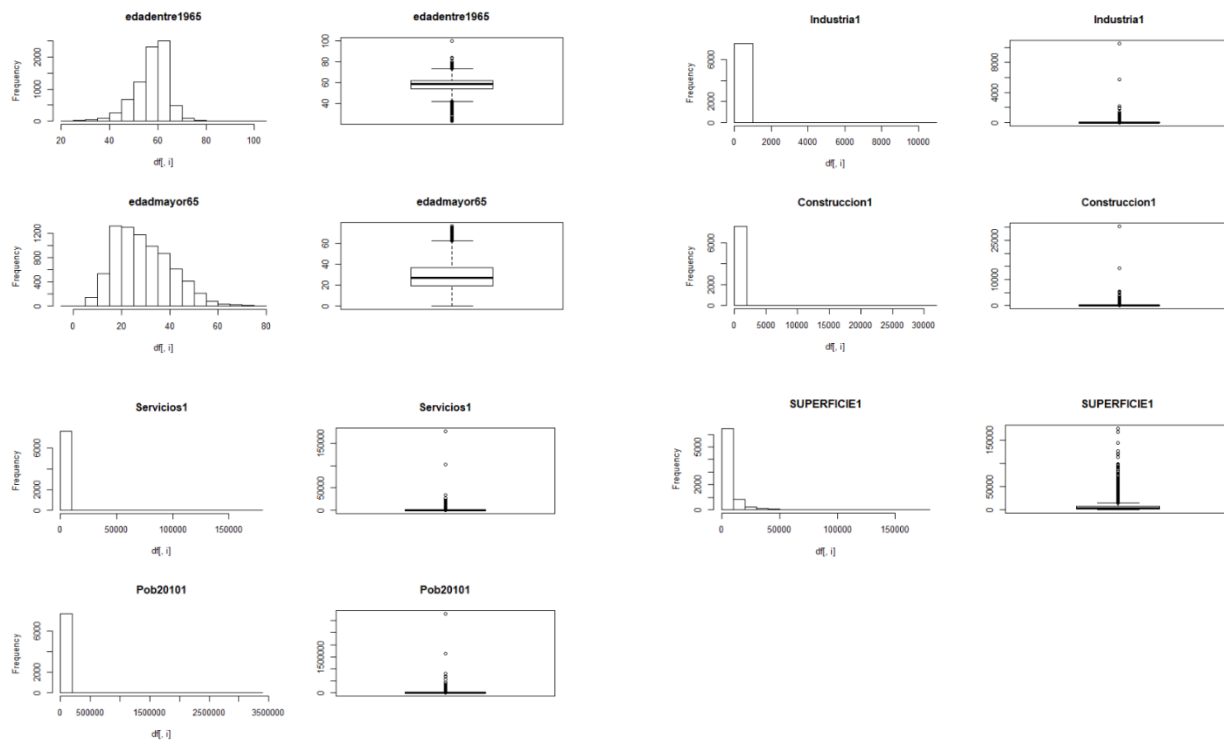 edadentre1965
Frequency
0 1000 2000
20 40 60 80 100
df[, i]
edadentre1965
40 60 80 100
Industria1
Frequency
0 2000 6000
0 2000 4000 6000 8000 10000
df[, i]
Industria1
0 4000 8000
edadmayor65
Frequency
0 400 800 1200
0 20 40 60 80
df[, i]
edadmayor65
0 20 40 60
Construccion1
Frequency
0 2000 6000
0 5000 10000 15000 20000 25000 30000
df[, i]
Construccion1
0 10000 25000
Servicios1
Frequency
0 2000 6000
0 50000 100000 150000
df[, i]
Servicios1
0 50000 150000
SUPERFICIE1
Frequency
0 2000 5000
0 50000 100000 150000
df[, i]
SUPERFICIE1
0 50000 150000
Pob20101
Frequency
0 2000 6000
0 500000 1500000 2500000 3500000
df[, i]
Pob20101
0 1500000